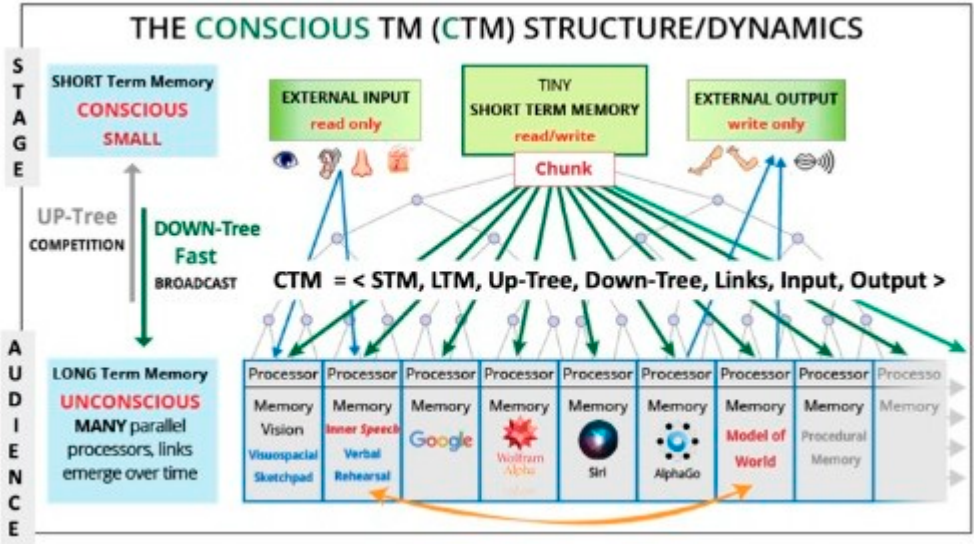 THE CONSCIOUS TM (CTM) STRUCTURE/DYNAMICS
STAGE
SHORT Term Memory
CONSCIOUS
SMALL
EXTERNAL INPUT
read only
TINY
SHORT TERM MEMORY
read/write
Chunk
EXTERNAL OUTPUT
write only
UP-Tree
COMPETITION
DOWN-Tree
Fast
BROADCAST
CTM = < STM, LTM, Up-Tree, Down-Tree, Links, Input, Output >
AUDIENCE
LONG Term Memory
UNCONSCIOUS
MANY parallel
processors, links
emerge over time
Processor
Memory
Vision
Visuospacial
Sketchpad
Processor
Memory
Inner Speech
Verbal
Rehearsal
Processor
Memory
Google
Processor
Memory
Wolfram
Alpha
Processor
Memory
Siri
Processor
Memory
AlphaGo
Processor
Memory
Model of
World
Processor
Memory
Procedural
Memory
Processo
Memory